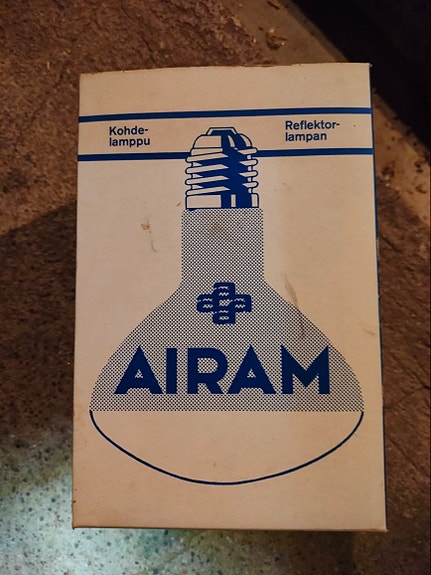 Kohde-
lamppu
Reflektor-
lampan
AIRAM